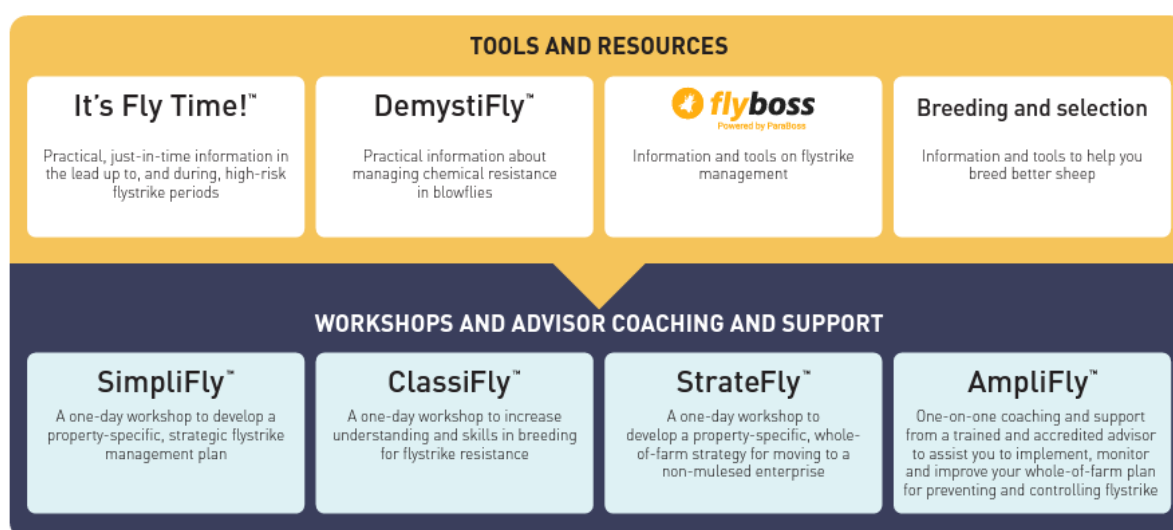 TOOLS AND RESOURCES
It's Fly Time!™
Practical, just-in-time information in
the lead up to, and during, high-risk
flystrike periods
DemystiFly™
Practical information about
managing chemical resistance
in blowflies
flyboss
Powered by ParaBoss
Information and tools on flystrike
management
Breeding and selection
Information and tools to help you
breed better sheep
WORKSHOPS AND ADVISOR COACHING AND SUPPORT
SimpliFly™
A one-day workshop to develop a
property-specific, strategic flystrike
management plan
ClassiFly™
A one-day workshop to increase
understanding and skills in breeding
for flystrike resistance
StrateFly™
A one-day workshop to
develop a property-specific, whole-
of-farm strategy for moving to a
non-mulesed enterprise
AmpliFly™
One-on-one coaching and support
from a trained and accredited advisor
to assist you to implement, monitor
and improve your whole-of-farm plan
for preventing and controlling flystrike